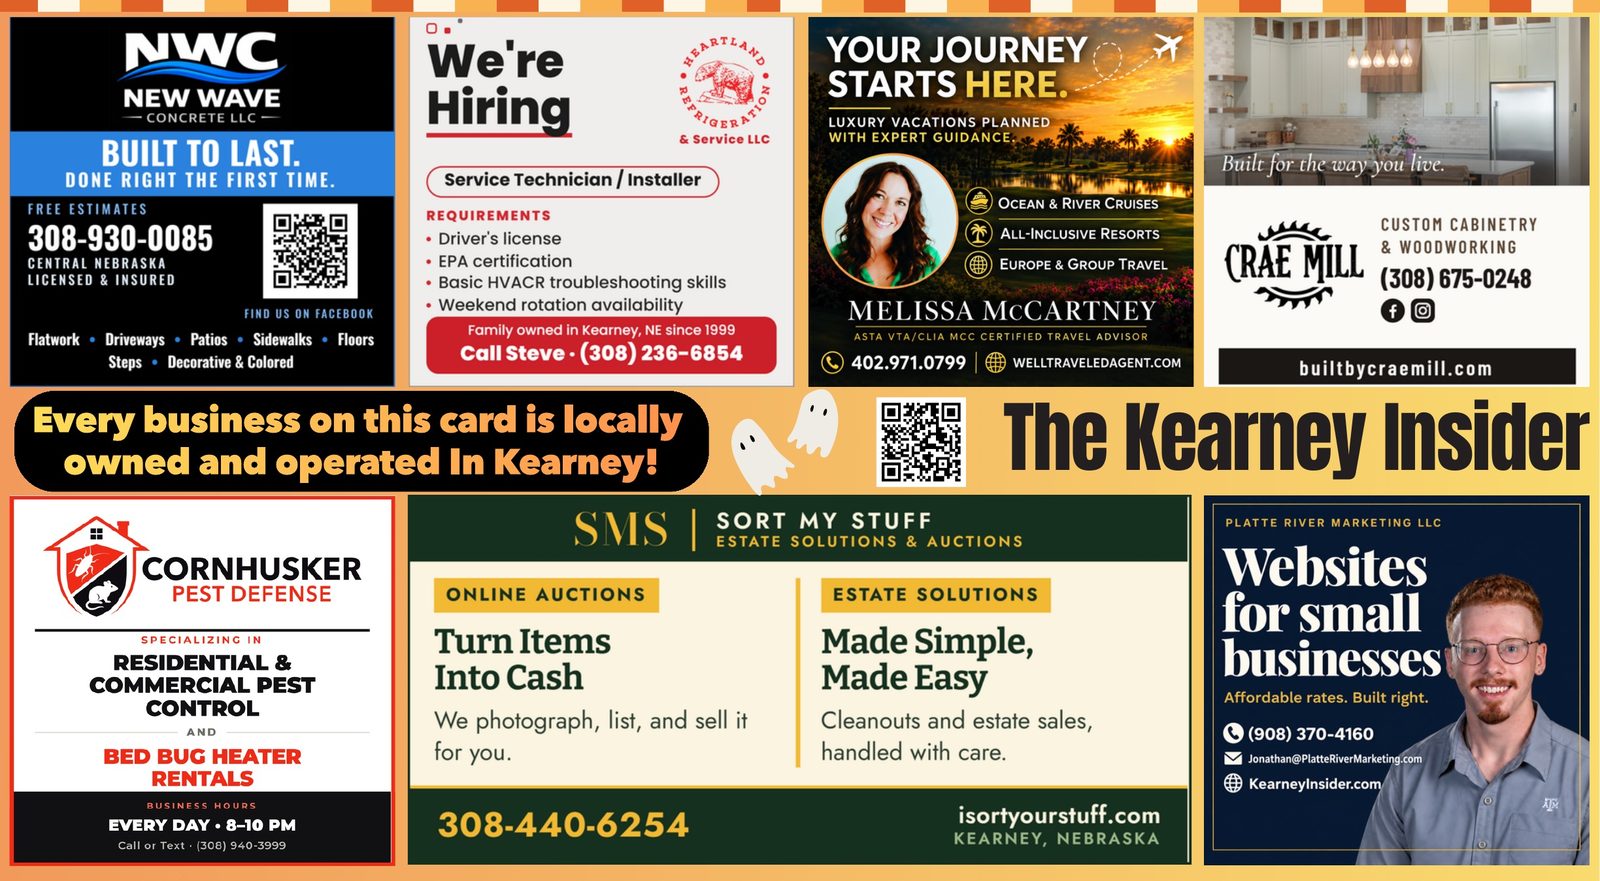 NWC
NEW WAVE
CONCRETE LLC
BUILT TO LAST.
DONE RIGHT THE FIRST TIME.
FREE ESTIMATES
308-930-0085
CENTRAL NEBRASKA
LICENSED & INSURED
FIND US ON FACEBOOK
Flatwork • Driveways • Patios • Sidewalks • Floors
Steps • Decorative & Colored
We're
Hiring
HEARTLAND
REFRIGERATION
& Service LLC
Service Technician / Installer
REQUIREMENTS
• Driver's license
• EPA certification
• Basic HVACR troubleshooting skills
• Weekend rotation availability
Family owned in Kearney, NE since 1999
Call Steve · (308) 236-6854
YOUR JOURNEY
STARTS HERE.
LUXURY VACATIONS PLANNED
WITH EXPERT GUIDANCE.
OCEAN & RIVER CRUISES
ALL-INCLUSIVE RESORTS
EUROPE & GROUP TRAVEL
MELISSA MCCARTNEY
ASTA VTA/CLIA MCC CERTIFIED TRAVEL ADVISOR
402.971.0799
WELLTRAVELEDAGENT.COM
Built for the way you live.
CRAE MILL
CUSTOM CABINETRY
& WOODWORKING
(308) 675-0248
builtbycraemill.com
Every business on this card is locally
owned and operated In Kearney!
The Kearney Insider
CORNHUSKER
PEST DEFENSE
SPECIALIZING IN
RESIDENTIAL &
COMMERCIAL PEST
CONTROL
AND
BED BUG HEATER
RENTALS
BUSINESS HOURS
EVERY DAY • 8–10 PM
Call or Text · (308) 940-3999
SMS
SORT MY STUFF
ESTATE SOLUTIONS & AUCTIONS
ONLINE AUCTIONS
Turn Items
Into Cash
We photograph, list, and sell it
for you.
ESTATE SOLUTIONS
Made Simple,
Made Easy
Cleanouts and estate sales,
handled with care.
308-440-6254
isortyourstuff.com
KEARNEY, NEBRASKA
PLATTE RIVER MARKETING LLC
Websites
for small
businesses
Affordable rates. Built right.
(908) 370-4160
Jonathan@PlatteRiverMarketing.com
KearneyInsider.com